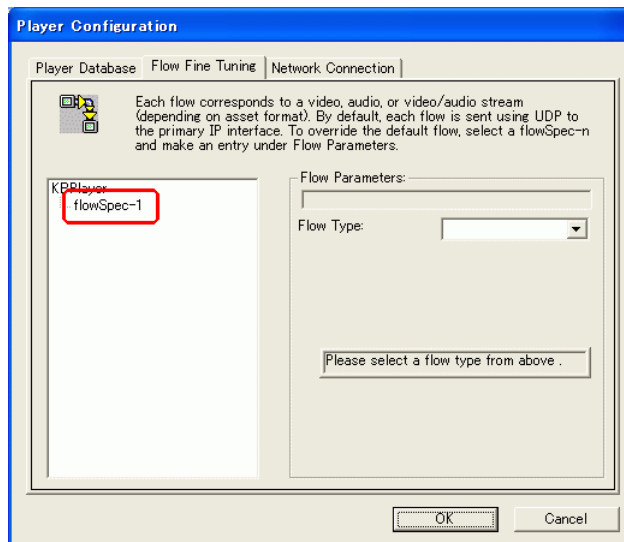 Player Configuration
Player Database
Flow Fine Tuning
Network Connection
Each flow corresponds to a video, audio, or video/audio stream
(depending on asset format). By default, each flow is sent using UDP to
the primary IP interface. To override the default flow, select a flowSpec-n
and make an entry under Flow Parameters.
KBPlayer
flowSpec-1
Flow Parameters:
Flow Type:
Please select a flow type from above .
OK
Cancel